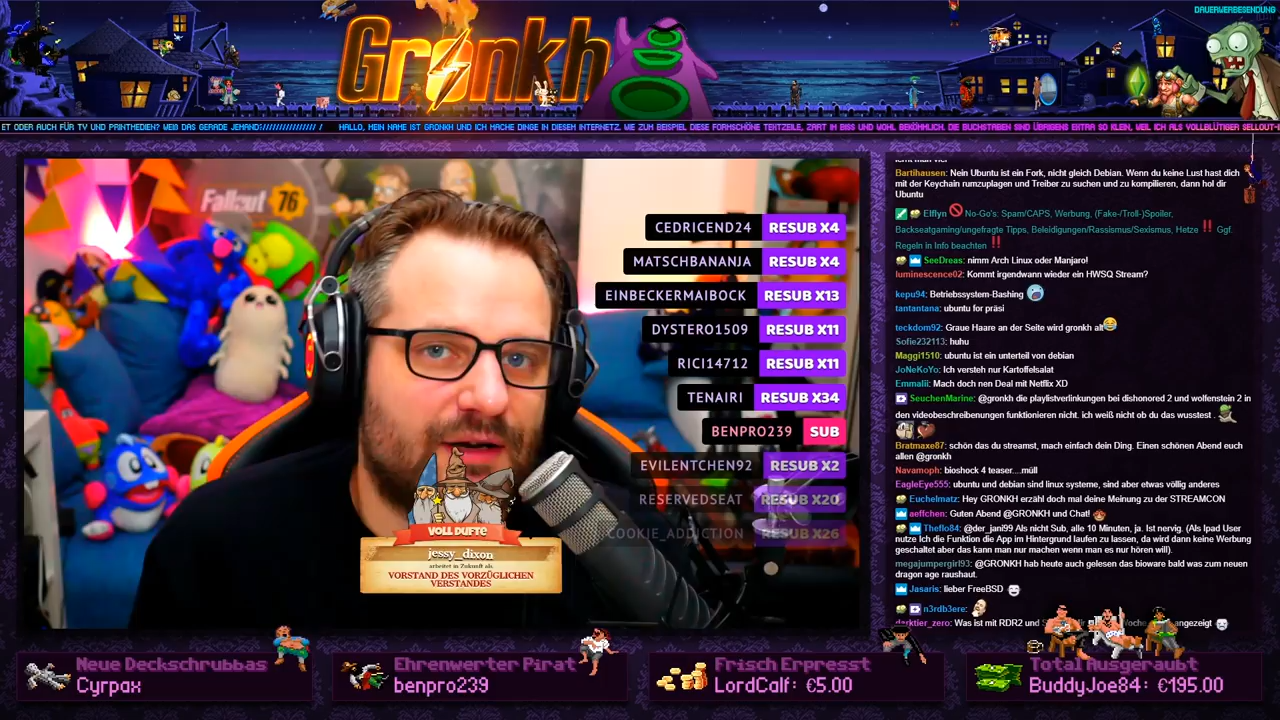 DAUERWERBESENDUNG
Gronkh
ET ODER AUCH FÜR TV UND PRINTMEDIEN? WEIß DAS GERADE JEMAND?//////////////// / HALLO, MEIN NAME IST GRONKH UND ICH MACHE DINGE IN DIESEM INTERNETZ. WIE ZUM BEISPIEL DIESE FORMSCHÖNE TEXTZEILE, ZART IM BISS UND WOHL BEKÖMMLICH. DIE BUCHSTABEN SIND ÜBRIGENS EXTRA SO KLEIN, WEIL ICH ALS VOLLBLÜTIGER SELLOUT-
Fallout 76
CEDRICEND24 RESUB X4
MATSCHBANANJA RESUB X4
EINBECKERMAIBOCK RESUB X13
DYSTERO1509 RESUB X11
RICI14712 RESUB X11
TENAIRI RESUB X34
BENPRO239 SUB
EVILENTCHEN92 RESUB X2
RESERVEDSEAT RESUB X20
COOKIE_ADDICTION RESUB X26
VOLL DUFTE
jessy_dixon
arbeitet in Zukunft als
VORSTAND DES VORZÜGLICHEN
VERSTANDES
lernt man viel
Bartihausen: Nein Ubuntu ist ein Fork, nicht gleich Debian. Wenn du keine Lust hast dich
mit der Keychain rumzuplagen und Treiber zu suchen und zu kompilieren, dann hol dir
Ubuntu
Elflyn No-Go's: Spam/CAPS, Werbung, (Fake-/Troll-)Spoiler,
Backseatgaming/ungefragte Tipps, Beleidigungen/Rassismus/Sexismus, Hetze ‼ Ggf.
Regeln in Info beachten ‼
SeeDreas: nimm Arch Linux oder Manjaro!
luminescence02: Kommt irgendwann wieder ein HWSQ Stream?
kepu94: Betriebssystem-Bashing
tantantana: ubuntu for präsi
teckdom92: Graue Haare an der Seite wird gronkh alt
Sofie232113: huhu
Maggi1510: ubuntu ist ein unterteil von debian
JoNeKoYo: Ich versteh nur Kartoffelsalat
Emmalii: Mach doch nen Deal mit Netflix XD
SeuchenMarine: @gronkh die playlistverlinkungen bei dishonored 2 und wolfenstein 2 in
den videobeschreibungen funktionieren nicht. ich weiß nicht ob du das wusstest .
Bratmaxe87: schön das du streamst, mach einfach dein Ding. Einen schönen Abend euch
allen @gronkh
Navamoph: bioshock 4 teaser....müll
EagleEye555: ubuntu und debian sind linux systeme, sind aber etwas völlig anderes
Euchelmatz: Hey GRONKH erzähl doch mal deine Meinung zu der STREAMCON
aeffchen: Guten Abend @GRONKH und Chat!
Theflo84: @der_jani99 Als nicht Sub, alle 10 Minuten, ja. Ist nervig. (Als Ipad User
nutze Ich die Funktion die App im Hintergrund laufen zu lassen, da wird dann keine Werbung
geschaltet aber das kann man nur machen wenn man es nur hören will).
megajumpergirl93: @GRONKH hab heute auch gelesen das bioware bald was zum neuen
dragon age raushaut.
Jasaris: lieber FreeBSD
n3rdb3ere:
darktier_zero: Was ist mit RDR2 und Woche angezeigt
Neue Deckschrubbas
Cyrpax
Ehrenwerter Pirat
benpro239
Frisch Erpresst
LordCalf: €5.00
Total Ausgeraubt
BuddyJoe84: €195.00